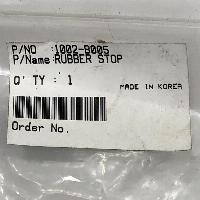 P/NO :1002-B005
P/Name:RUBBER STOP
Q' TY : 1
MADE IN KOREA
Order No.